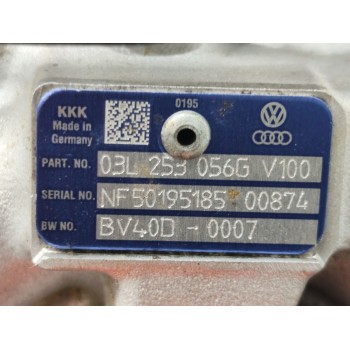 KKK
Made in
Germany
0195
PART. NO. 03L 253 056G V100
SERIAL NO. NF50195185 00874
BW NO. BV40D - 0007